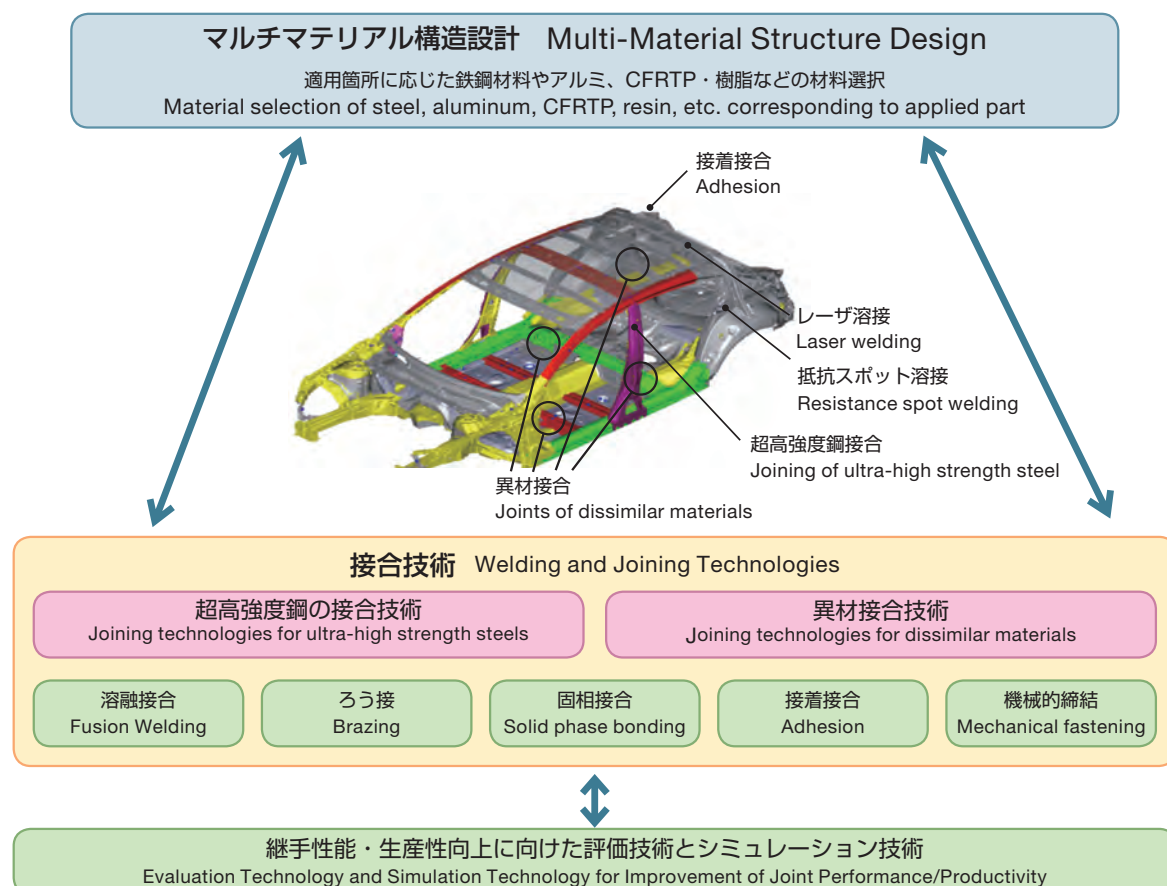 マルチマテリアル構造設計 Multi-Material Structure Design
適用箇所に応じた鉄鋼材料やアルミ、CFRTP・樹脂などの材料選択
Material selection of steel, aluminum, CFRTP, resin, etc. corresponding to applied part
接着接合
Adhesion
レーザ溶接
Laser welding
抵抗スポット溶接
Resistance spot welding
超高強度鋼接合
Joining of ultra-high strength steel
異材接合
Joints of dissimilar materials
接合技術 Welding and Joining Technologies
超高強度鋼の接合技術
Joining technologies for ultra-high strength steels
異材接合技術
Joining technologies for dissimilar materials
溶融接合
Fusion Welding
ろう接
Brazing
固相接合
Solid phase bonding
接着接合
Adhesion
機械的締結
Mechanical fastening
継手性能・生産性向上に向けた評価技術とシミュレーション技術
Evaluation Technology and Simulation Technology for Improvement of Joint Performance/Productivity